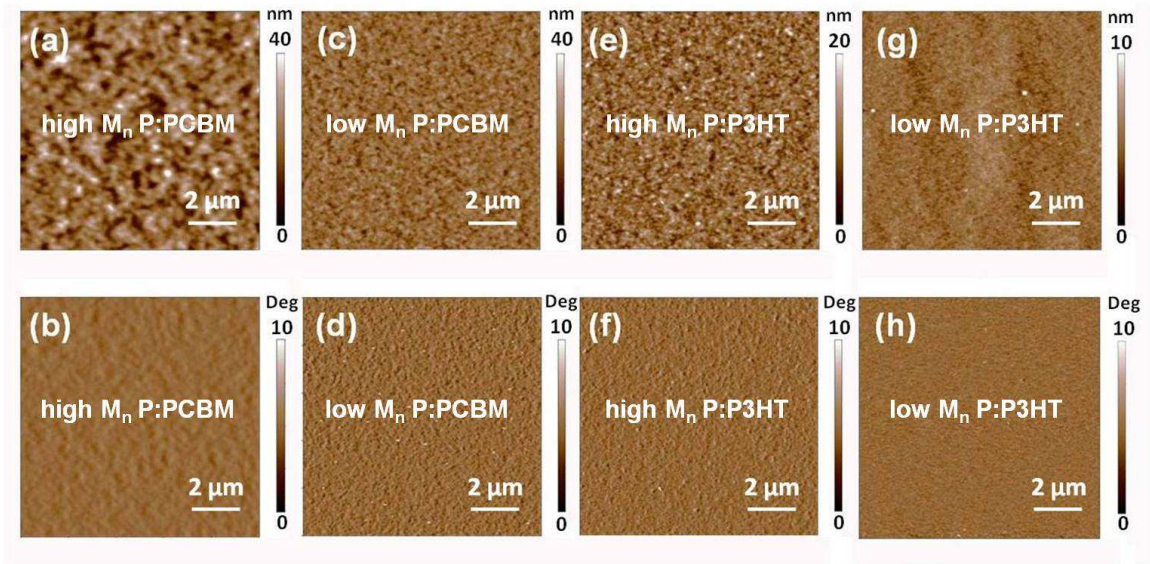 (a)
high Mn P:PCBM
2 μm
nm
40
0
(c)
low Mn P:PCBM
2 μm
nm
40
0
(e)
high Mn P:P3HT
2 μm
nm
20
0
(g)
low Mn P:P3HT
2 μm
nm
10
0
(b)
high Mn P:PCBM
2 μm
Deg
10
0
(d)
low Mn P:PCBM
2 μm
Deg
10
0
(f)
high Mn P:P3HT
2 μm
Deg
10
0
(h)
low Mn P:P3HT
2 μm
Deg
10
0